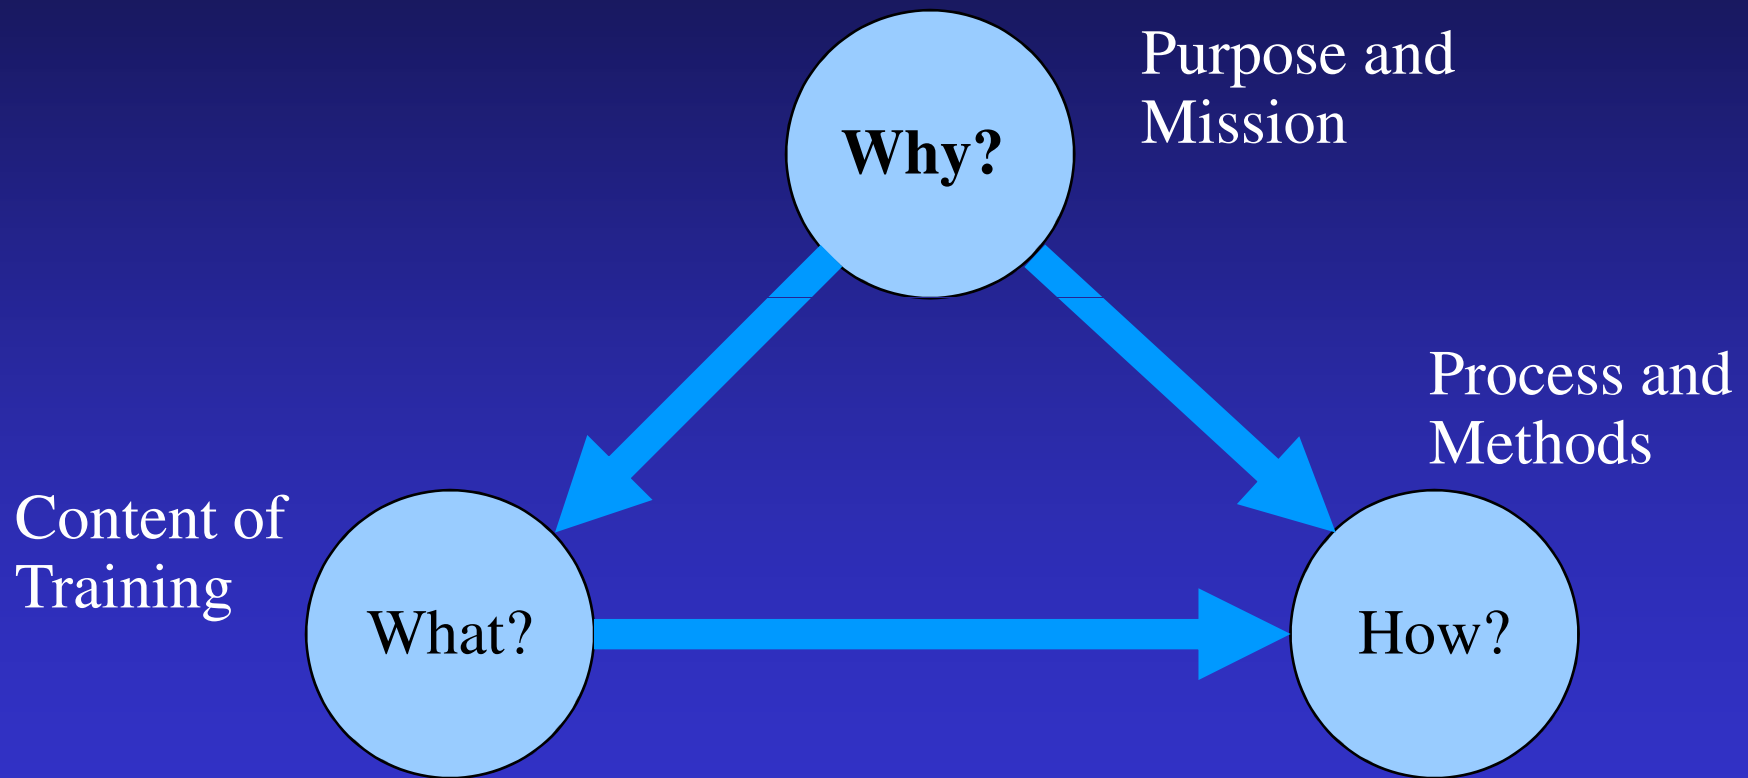 Purpose and
Mission
Why?
Process and
Methods
Content of
Training
What?
How?